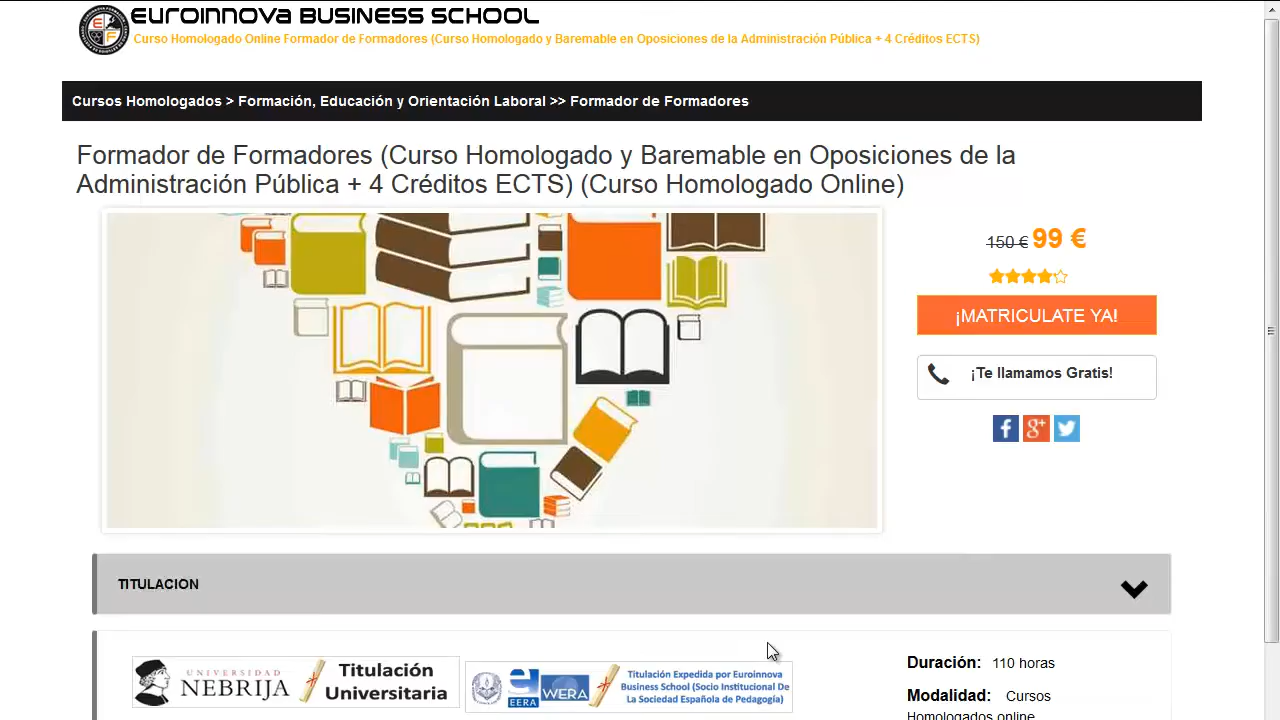 EUROINNOVA BUSINESS SCHOOL
Curso Homologado Online Formador de Formadores (Curso Homologado y Baremable en Oposiciones de la Administración Pública + 4 Créditos ECTS)
Cursos Homologados > Formación, Educación y Orientación Laboral >> Formador de Formadores
Formador de Formadores (Curso Homologado y Baremable en Oposiciones de la
Administración Pública + 4 Créditos ECTS) (Curso Homologado Online)
150 € 99 €
¡MATRICULATE YA!
¡Te llamamos Gratis!
TITULACION
UNIVERSIDAD
NEBRIJA
Titulación
Universitaria
EERA
WERA
Titulación Expedida por Euroinnova
Business School (Socio Institucional De
La Sociedad Española de Pedagogía)
Duración: 110 horas
Modalidad: Cursos
Homologados online